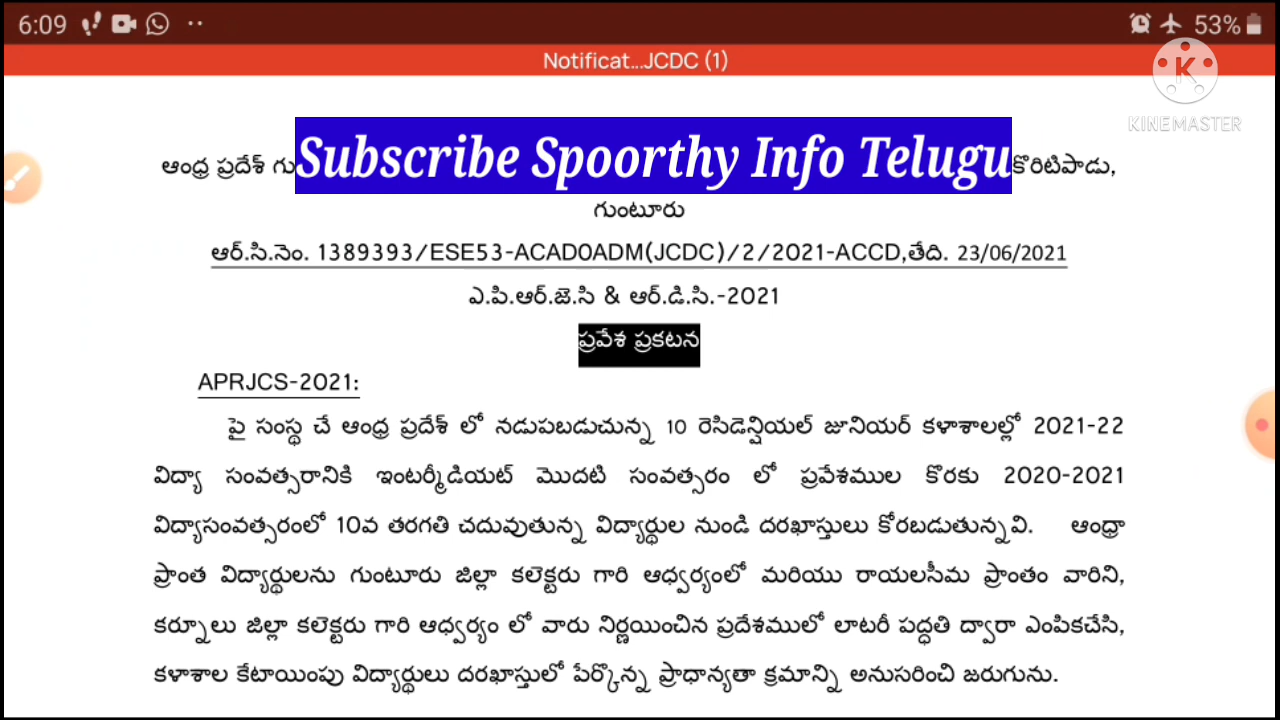 6:09 53%
Notificat...JCDC (1)
KINEMASTER
ఆంధ్ర ప్రదేశ్ గు Subscribe Spoorthy Info Telugu కొరిటిపాడు,
గుంటూరు
ఆర్.సి.నెం. 1389393/ESE53-ACAD0ADM(JCDC)/2/2021-ACCD,తేది. 23/06/2021
ఎ.పి.ఆర్.జె.సి & ఆర్.డి.సి.-2021
ప్రవేశ ప్రకటన
APRJCS-2021:
పై సంస్థ చే ఆంధ్ర ప్రదేశ్ లో నడుపబడుచున్న 10 రెసిడెన్షియల్ జూనియర్ కళాశాలల్లో 2021-22
విద్యా సంవత్సరానికి ఇంటర్మీడియట్ మొదటి సంవత్సరం లో ప్రవేశముల కొరకు 2020-2021
విద్యాసంవత్సరంలో 10వ తరగతి చదువుతున్న విద్యార్థుల నుండి దరఖాస్తులు కోరబడుతున్నవి. ఆంధ్రా
ప్రాంత విద్యార్థులను గుంటూరు జిల్లా కలెక్టరు గారి ఆధ్వర్యంలో మరియు రాయలసీమ ప్రాంతం వారిని,
కర్నూలు జిల్లా కలెక్టరు గారి ఆధ్వర్యం లో వారు నిర్ణయించిన ప్రదేశములో లాటరీ పద్ధతి ద్వారా ఎంపికచేసి,
కళాశాల కేటాయింపు విద్యార్థులు దరఖాస్తులో పేర్కొన్న ప్రాధాన్యతా క్రమాన్ని అనుసరించి జరుగును.